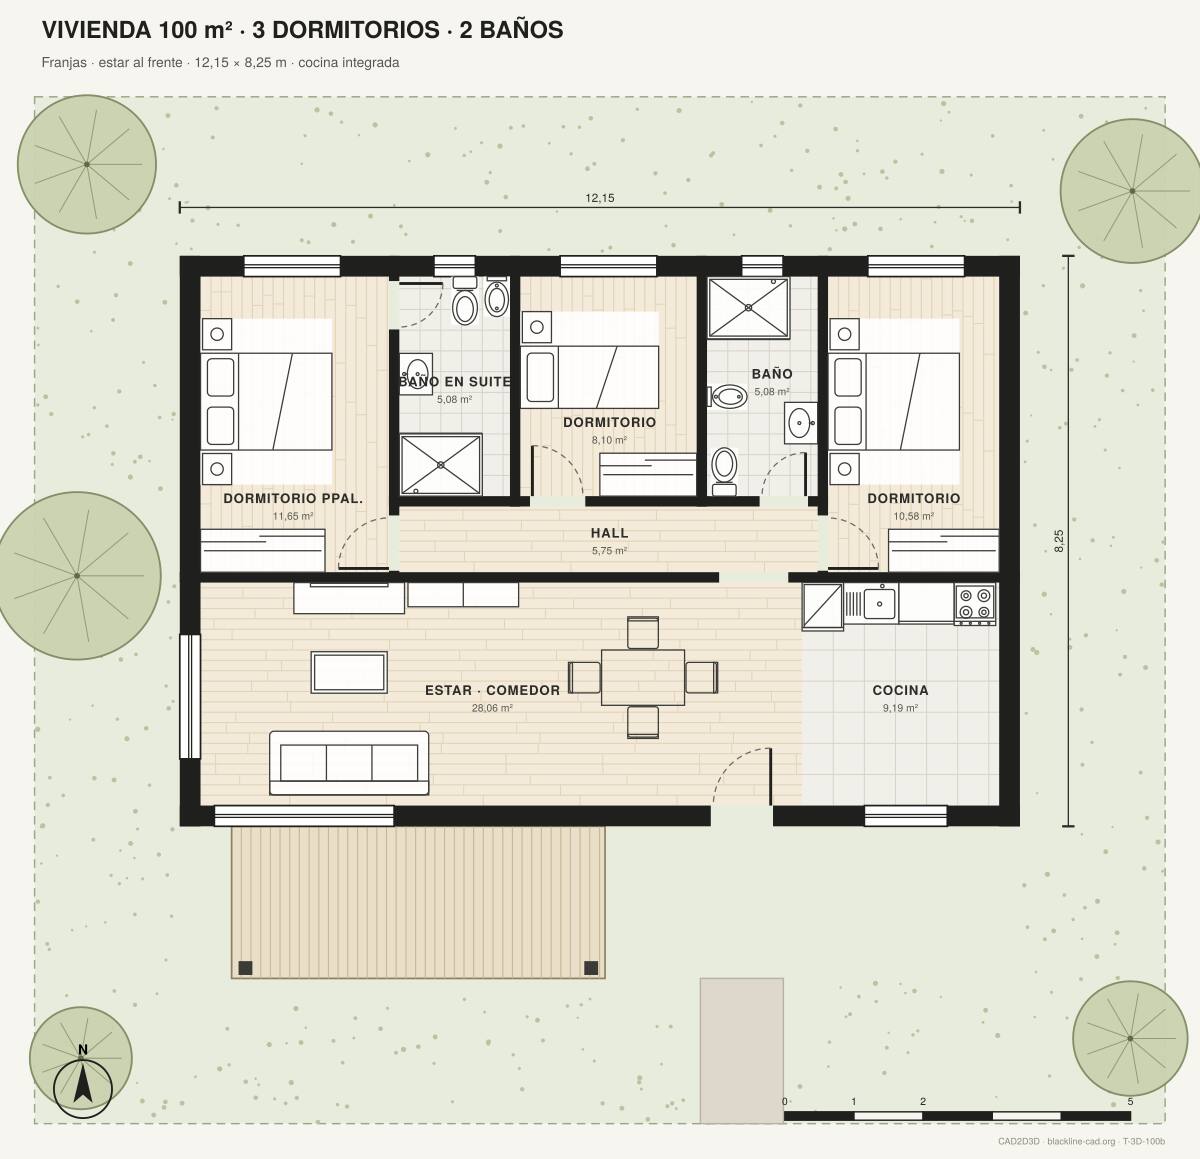 VIVIENDA 100 m² · 3 DORMITORIOS · 2 BAÑOS
Franjas · estar al frente · 12,15 × 8,25 m · cocina integrada
12,15
BAÑO EN SUITE
5,08 m²
BAÑO
5,08 m²
DORMITORIO
8,10 m²
DORMITORIO PPAL.
11,65 m²
DORMITORIO
10,58 m²
HALL
5,75 m²
8,25
ESTAR · COMEDOR
28,06 m²
COCINA
9,19 m²
N
0 1 2 5
CAD2D3D · blackline-cad.org · T-3D-100b